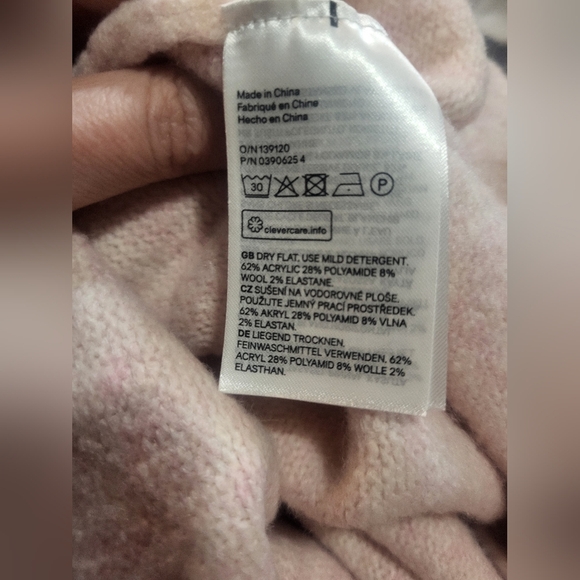 Made in China
Fabriqué en Chine
Hecho en China
O/N 139120
P/N 0390625 4
30 P
clevercare.info
GB DRY FLAT, USE MILD DETERGENT.
62% ACRYLIC 28% POLYAMIDE 8%
WOOL 2% ELASTANE.
CZ SUŠENÍ NA VODOROVNÉ PLOŠE.
POUŽIJTE JEMNÝ PRACÍ PROSTŘEDEK.
62% AKRYL 28% POLYAMID 8% VLNA
2% ELASTAN.
DE LIEGEND TROCKNEN.
FEINWASCHMITTEL VERWENDEN. 62%
ACRYL 28% POLYAMID 8% WOLLE 2%
ELASTHAN.